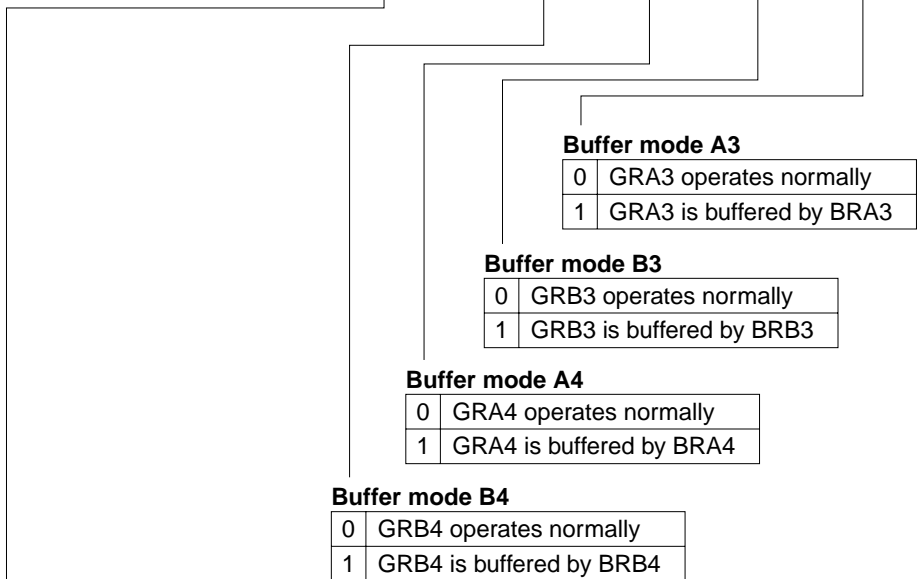 Buffer mode A3
0 GRA3 operates normally
1 GRA3 is buffered by BRA3
Buffer mode B3
0 GRB3 operates normally
1 GRB3 is buffered by BRB3
Buffer mode A4
0 GRA4 operates normally
1 GRA4 is buffered by BRA4
Buffer mode B4
0 GRB4 operates normally
1 GRB4 is buffered by BRB4